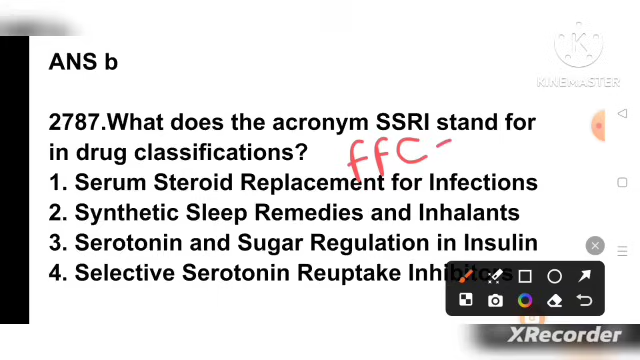 ANS b
KINEMASTER
2787.What does the acronym SSRI stand for
in drug classifications?
ffc-
1. Serum Steroid Replacement for Infections
2. Synthetic Sleep Remedies and Inhalants
3. Serotonin and Sugar Regulation in Insulin
4. Selective Serotonin Reuptake Inhibitors
XRecorder